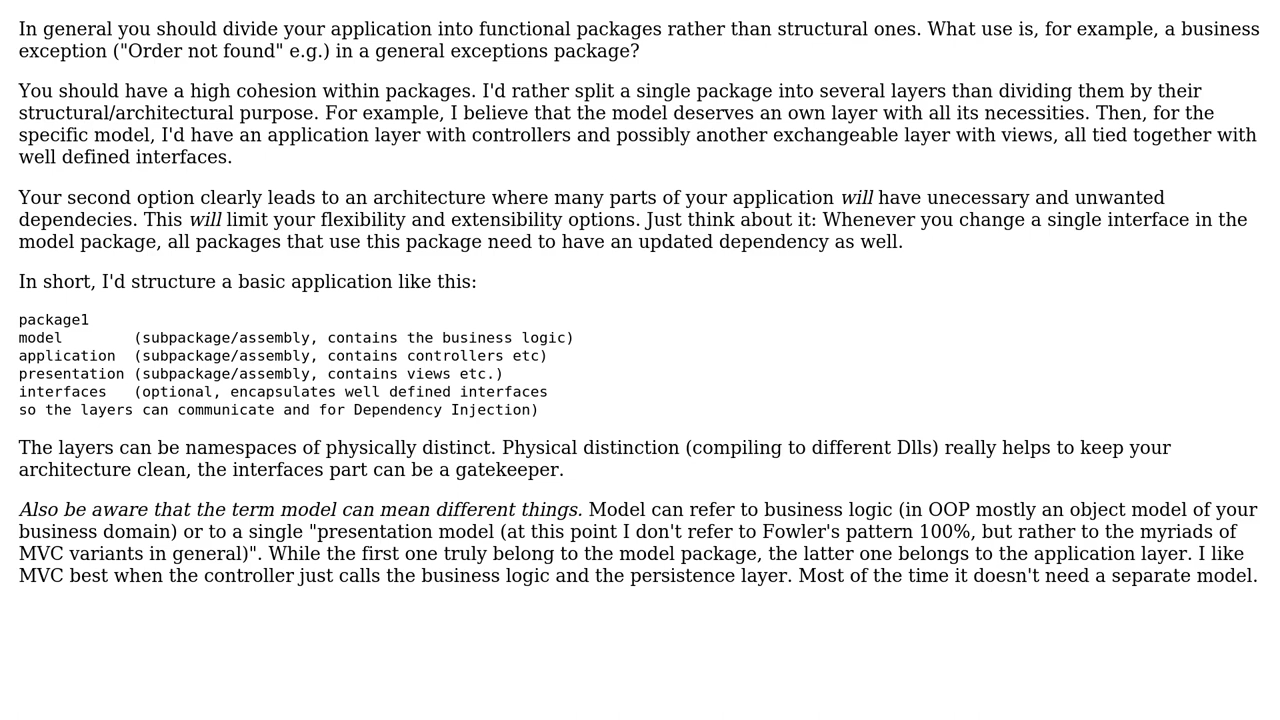 In general you should divide your application into functional packages rather than structural ones. What use is, for example, a business
exception ("Order not found" e.g.) in a general exceptions package?
You should have a high cohesion within packages. I'd rather split a single package into several layers than dividing them by their
structural/architectural purpose. For example, I believe that the model deserves an own layer with all its necessities. Then, for the
specific model, I'd have an application layer with controllers and possibly another exchangeable layer with views, all tied together with
well defined interfaces.
Your second option clearly leads to an architecture where many parts of your application will have unecessary and unwanted
dependecies. This will limit your flexibility and extensibility options. Just think about it: Whenever you change a single interface in the
model package, all packages that use this package need to have an updated dependency as well.
In short, I'd structure a basic application like this:
package1
model        (subpackage/assembly, contains the business logic)
application  (subpackage/assembly, contains controllers etc)
presentation (subpackage/assembly, contains views etc.)
interfaces   (optional, encapsulates well defined interfaces
so the layers can communicate and for Dependency Injection)
The layers can be namespaces of physically distinct. Physical distinction (compiling to different Dlls) really helps to keep your
architecture clean, the interfaces part can be a gatekeeper.
Also be aware that the term model can mean different things. Model can refer to business logic (in OOP mostly an object model of your
business domain) or to a single "presentation model (at this point I don't refer to Fowler's pattern 100%, but rather to the myriads of
MVC variants in general)". While the first one truly belong to the model package, the latter one belongs to the application layer. I like
MVC best when the controller just calls the business logic and the persistence layer. Most of the time it doesn't need a separate model.